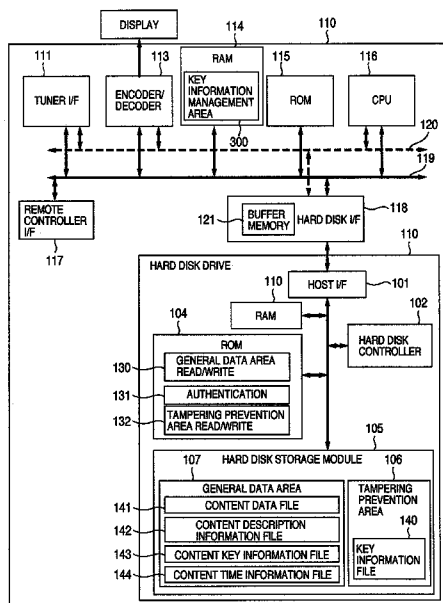 DISPLAY
110
111
TUNER I/F
113
ENCODER/
DECODER
114
RAM
KEY
INFORMATION
MANAGEMENT
AREA
300
115
ROM
116
CPU
120
119
REMOTE
CONTROLLER
I/F
117
121
BUFFER
MEMORY
HARD DISK I/F
118
110
HARD DISK DRIVE
HOST I/F
101
110
RAM
102
HARD DISK
CONTROLLER
104
ROM
130
GENERAL DATA AREA
READ/WRITE
131
AUTHENTICATION
132
TAMPERING PREVENTION
AREA READ/WRITE
105
HARD DISK STORAGE MODULE
107
GENERAL DATA AREA
141
CONTENT DATA FILE
142
CONTENT DESCRIPTION
INFORMATION FILE
143
CONTENT KEY INFORMATION FILE
144
CONTENT TIME INFORMATION FILE
106
TAMPERING
PREVENTION
AREA
140
KEY
INFORMATION
FILE